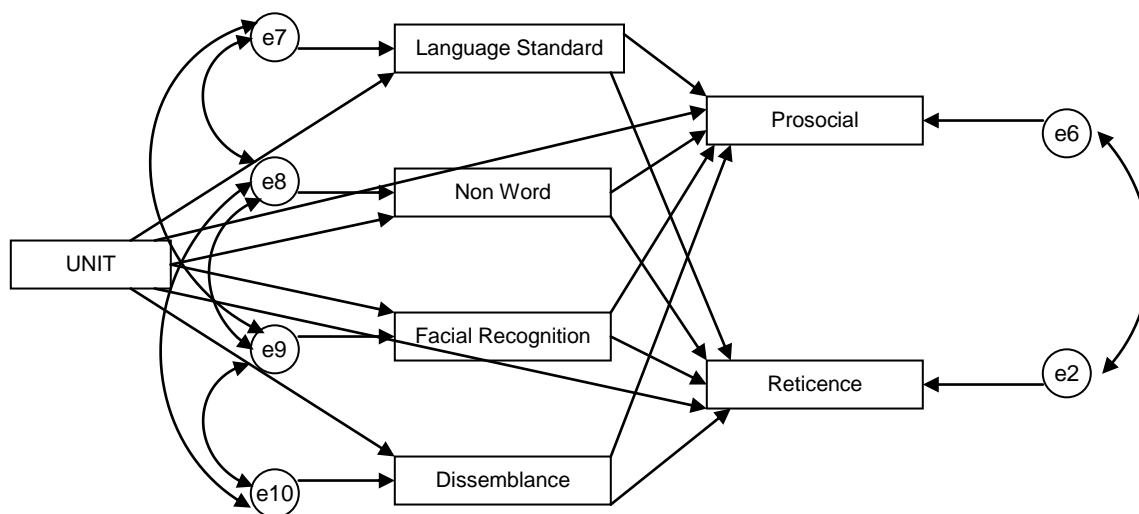 e7
Language Standard
Prosocial
e6
e8
Non Word
UNIT
Facial Recognition
e9
Reticence
e2
Dissemblance
e10